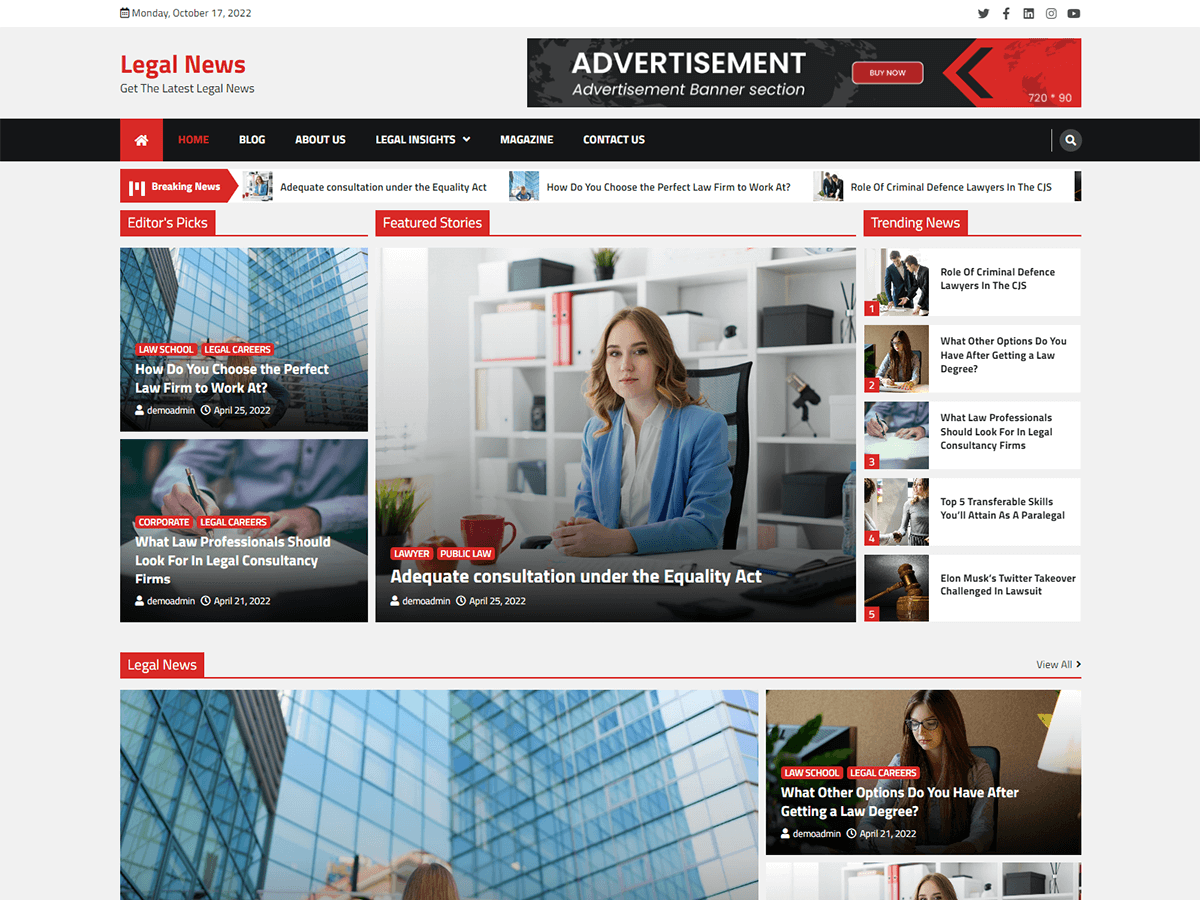 Monday, October 17, 2022
Legal News
Get The Latest Legal News
ADVERTISEMENT
Advertisement Banner section
BUY NOW
720 * 90
HOME
BLOG
ABOUT US
LEGAL INSIGHTS
MAGAZINE
CONTACT US
Breaking News
Adequate consultation under the Equality Act
How Do You Choose the Perfect Law Firm to Work At?
Role Of Criminal Defence Lawyers In The CJS
Editor's Picks
LAW SCHOOL LEGAL CAREERS
How Do You Choose the Perfect
Law Firm to Work At?
demoadmin April 25, 2022
CORPORATE LEGAL CAREERS
What Law Professionals Should
Look For In Legal Consultancy
Firms
demoadmin April 21, 2022
Featured Stories
LAWYER PUBLIC LAW
Adequate consultation under the Equality Act
demoadmin April 25, 2022
Trending News
1
Role Of Criminal Defence
Lawyers In The CJS
2
What Other Options Do You
Have After Getting a Law
Degree?
3
What Law Professionals
Should Look For In Legal
Consultancy Firms
4
Top 5 Transferable Skills
You’ll Attain As A Paralegal
5
Elon Musk’s Twitter Takeover
Challenged In Lawsuit
Legal News
View All
LAW SCHOOL LEGAL CAREERS
What Other Options Do You Have After
Getting a Law Degree?
demoadmin April 21, 2022